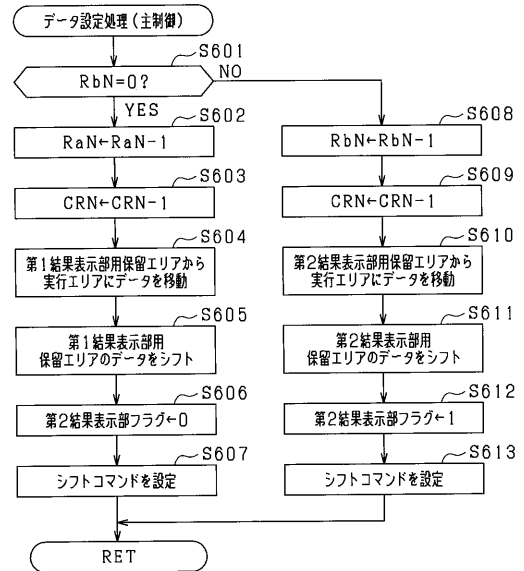 データ設定処理(主制御)
S601
RbN=0?
NO
YES
S602
RaN←RaN-1
S603
CRN←CRN-1
S604
第1結果表示部用保留エリアから
実行エリアにデータを移動
S605
第1結果表示部用
保留エリアのデータをシフト
S606
第2結果表示部フラグ←0
S607
シフトコマンドを設定
S608
RbN←RbN-1
S609
CRN←CRN-1
S610
第2結果表示部用保留エリアから
実行エリアにデータを移動
S611
第2結果表示部用
保留エリアのデータをシフト
S612
第2結果表示部フラグ←1
S613
シフトコマンドを設定
RET